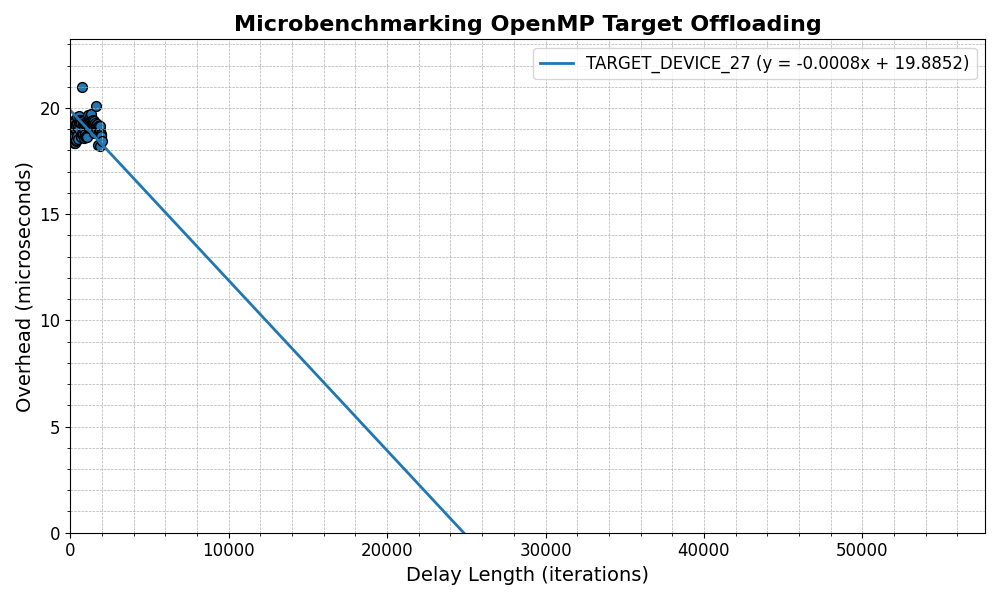 Microbenchmarking OpenMP Target Offloading
TARGET_DEVICE_27 (y = -0.0008x + 19.8852)
Overhead (microseconds)
20
15
10
5
0
0 10000 20000 30000 40000 50000
Delay Length (iterations)